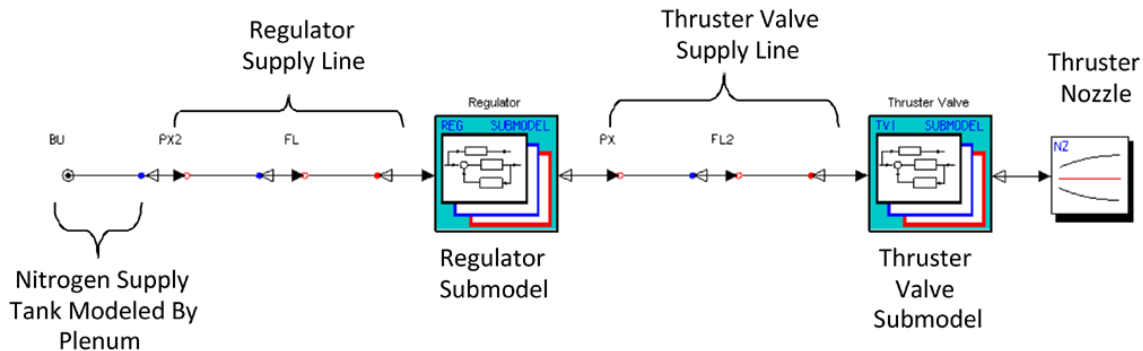 Regulator
Supply Line
Thruster Valve
Supply Line
Thruster
Nozzle
BU
PX2
FL
Regulator
REG SUBMODEL
PX
FL2
Thruster Valve
TVI SUBMODEL
NZ
Nitrogen Supply
Tank Modeled By
Plenum
Regulator
Submodel
Thruster
Valve
Submodel